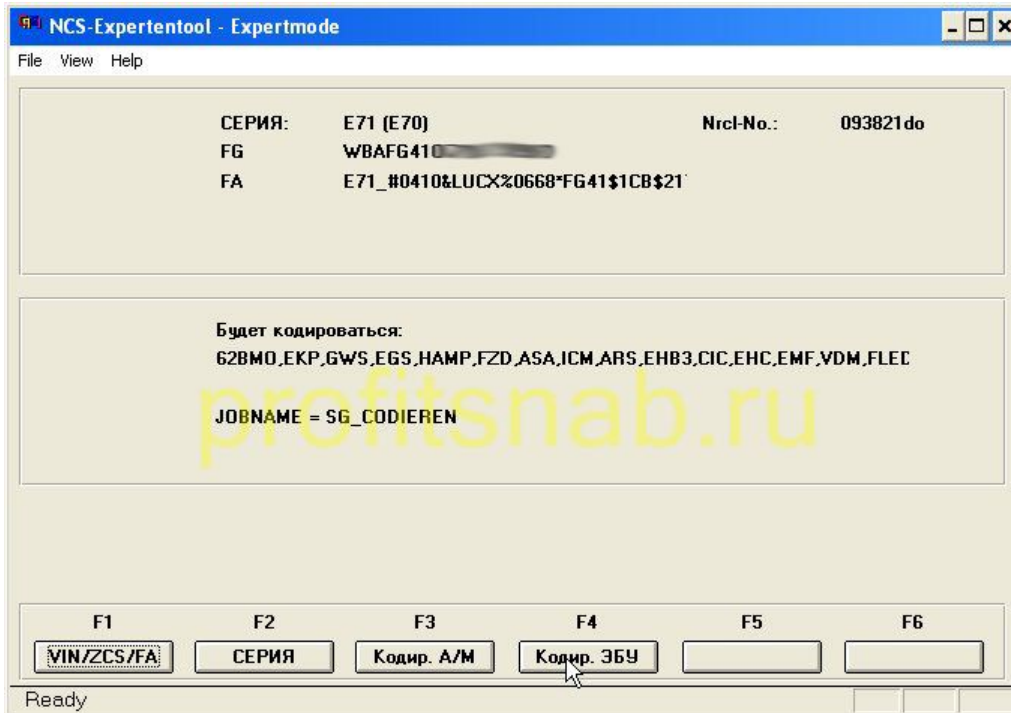 NCS-Expertentool - Expertmode
File View Help
СЕРИЯ: E71 (E70) Nrcl-No.: 093821do
FG WBAFG410
FA E71_#0410&LUCX%0668*FG41$1CB$21
Будет кодироваться:
62BMO,EKP,GWS,EGS,HAMP,FZD,ASA,ICM,ARS,EHB3,CIC,EHC,EMF,VDM,FLEC
JOBNAME = SG_CODIEREN
profitsnab.ru
F1 F2 F3 F4 F5 F6
VIN/ZCS/FA СЕРИЯ Кодир. А/М Кодир. ЭБУ
Ready